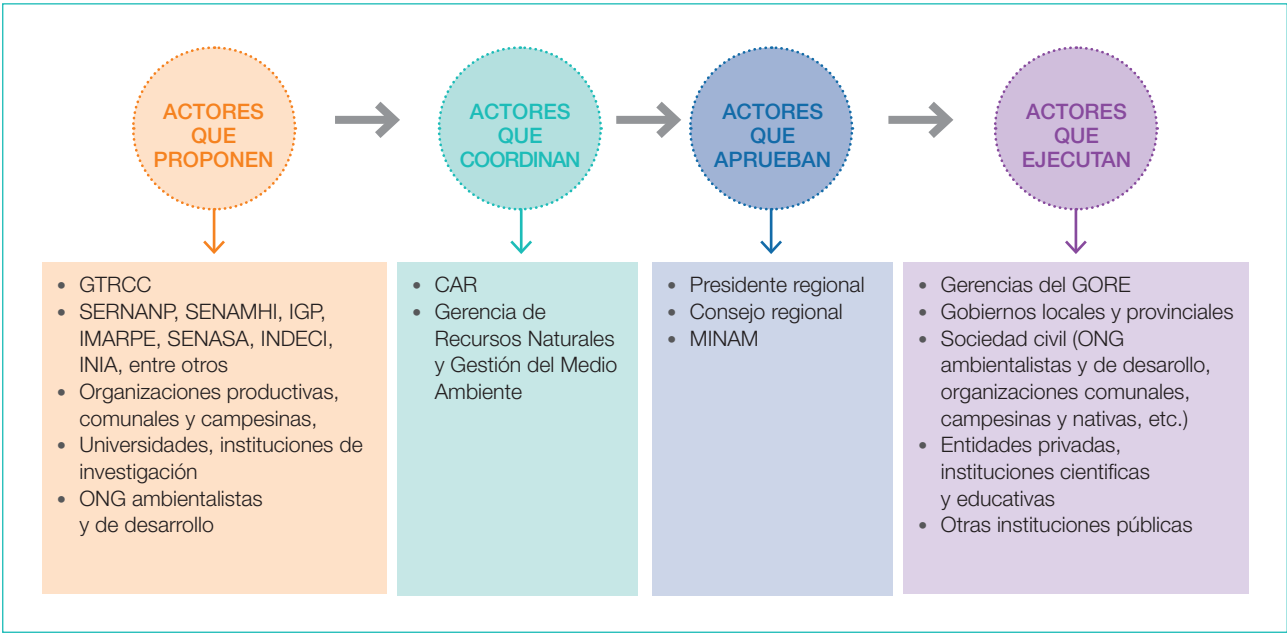 ACTORES
QUE
PROPONEN
ACTORES
QUE
COORDINAN
ACTORES
QUE
APRUEBAN
ACTORES
QUE
EJECUTAN
• GTRCC
• SERNANP, SENAMHI, IGP,
IMARPE, SENASA, INDECI,
INIA, entre otros
• Organizaciones productivas,
comunales y campesinas,
• Universidades, instituciones de
investigación
• ONG ambientalistas
y de desarrollo
• CAR
• Gerencia de
Recursos Naturales
y Gestión del Medio
Ambiente
• Presidente regional
• Consejo regional
• MINAM
• Gerencias del GORE
• Gobiernos locales y provinciales
• Sociedad civil (ONG
ambientalistas y de desarollo,
organizaciones comunales,
campesinas y nativas, etc.)
• Entidades privadas,
instituciones cientificas
y educativas
• Otras instituciones públicas